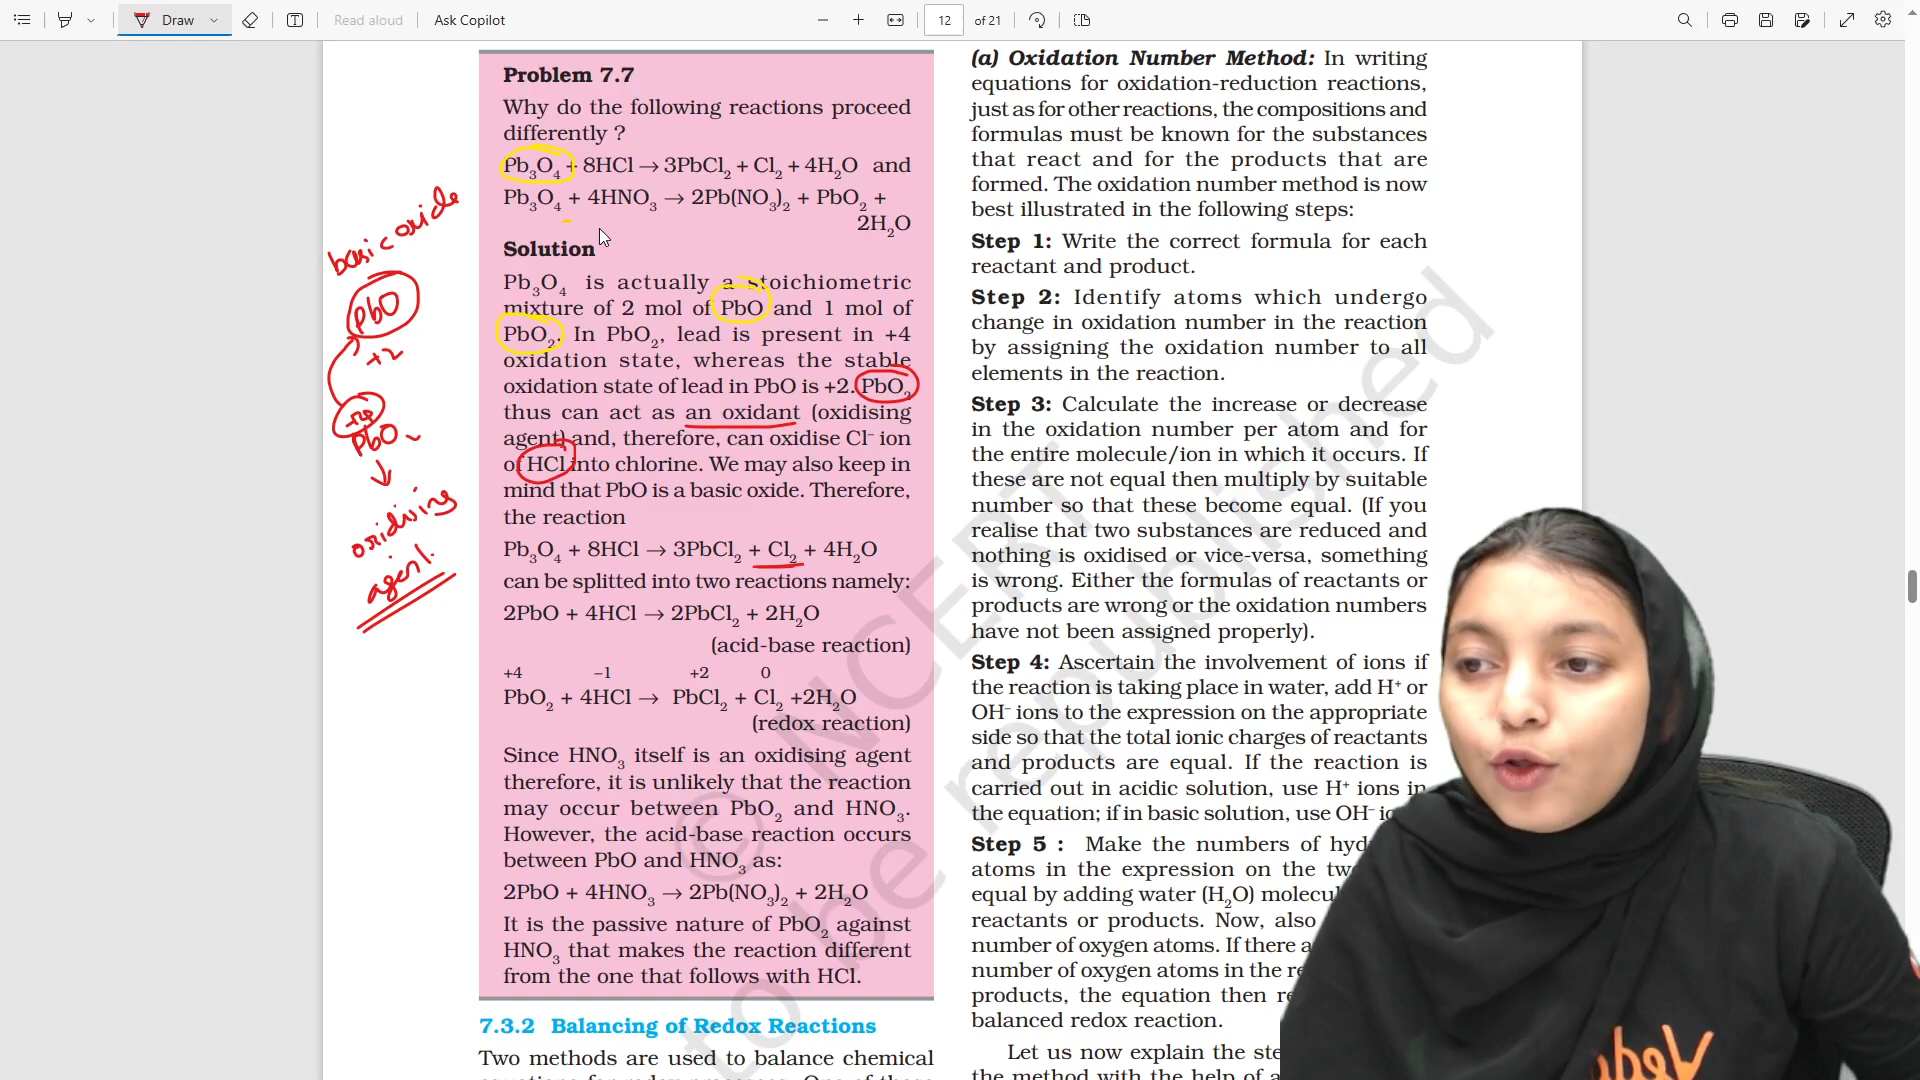 Draw
Read aloud
Ask Copilot
12
of 21
Problem 7.7
Why do the following reactions proceed
differently ?
Pb₃O₄ + 8HCl → 3PbCl₂ + Cl₂ + 4H₂O and
Pb₃O₄ + 4HNO₃ → 2Pb(NO₃)₂ + PbO₂ +
2H₂O
Solution
Pb₃O₄ is actually a stoichiometric
mixture of 2 mol of PbO and 1 mol of
PbO₂. In PbO₂, lead is present in +4
oxidation state, whereas the stable
oxidation state of lead in PbO is +2. PbO₂
thus can act as an oxidant (oxidising
agent) and, therefore, can oxidise Cl⁻ ion
of HCl into chlorine. We may also keep in
mind that PbO is a basic oxide. Therefore,
the reaction
Pb₃O₄ + 8HCl → 3PbCl₂ + Cl₂ + 4H₂O
can be splitted into two reactions namely:
2PbO + 4HCl → 2PbCl₂ + 2H₂O
(acid-base reaction)
+4 −1 +2 0
PbO₂ + 4HCl → PbCl₂ + Cl₂ +2H₂O
(redox reaction)
Since HNO₃ itself is an oxidising agent
therefore, it is unlikely that the reaction
may occur between PbO₂ and HNO₃.
However, the acid-base reaction occurs
between PbO and HNO₃ as:
2PbO + 4HNO₃ → 2Pb(NO₃)₂ + 2H₂O
It is the passive nature of PbO₂ against
HNO₃ that makes the reaction different
from the one that follows with HCl.
7.3.2 Balancing of Redox Reactions
Two methods are used to balance chemical
basic oxide
PbO
+2
+4
PbO₂
oxidising
agent.
(a) Oxidation Number Method: In writing
equations for oxidation-reduction reactions,
just as for other reactions, the compositions and
formulas must be known for the substances
that react and for the products that are
formed. The oxidation number method is now
best illustrated in the following steps:
Step 1: Write the correct formula for each
reactant and product.
Step 2: Identify atoms which undergo
change in oxidation number in the reaction
by assigning the oxidation number to all
elements in the reaction.
Step 3: Calculate the increase or decrease
in the oxidation number per atom and for
the entire molecule/ion in which it occurs. If
these are not equal then multiply by suitable
number so that these become equal. (If you
realise that two substances are reduced and
nothing is oxidised or vice-versa, something
is wrong. Either the formulas of reactants or
products are wrong or the oxidation numbers
have not been assigned properly).
Step 4: Ascertain the involvement of ions if
the reaction is taking place in water, add H⁺ or
OH⁻ ions to the expression on the appropriate
side so that the total ionic charges of reactants
and products are equal. If the reaction is
carried out in acidic solution, use H⁺ ions in
the equation; if in basic solution, use OH⁻
Step 5 : Make the numbers of
atoms in the expression on the
equal by adding water (H₂O)
reactants or products. Now, also
number of oxygen atoms. If there
number of oxygen atoms in the
products, the equation then
balanced redox reaction.
Let us now explain the
the method with the help of
© NCERT
to be republished